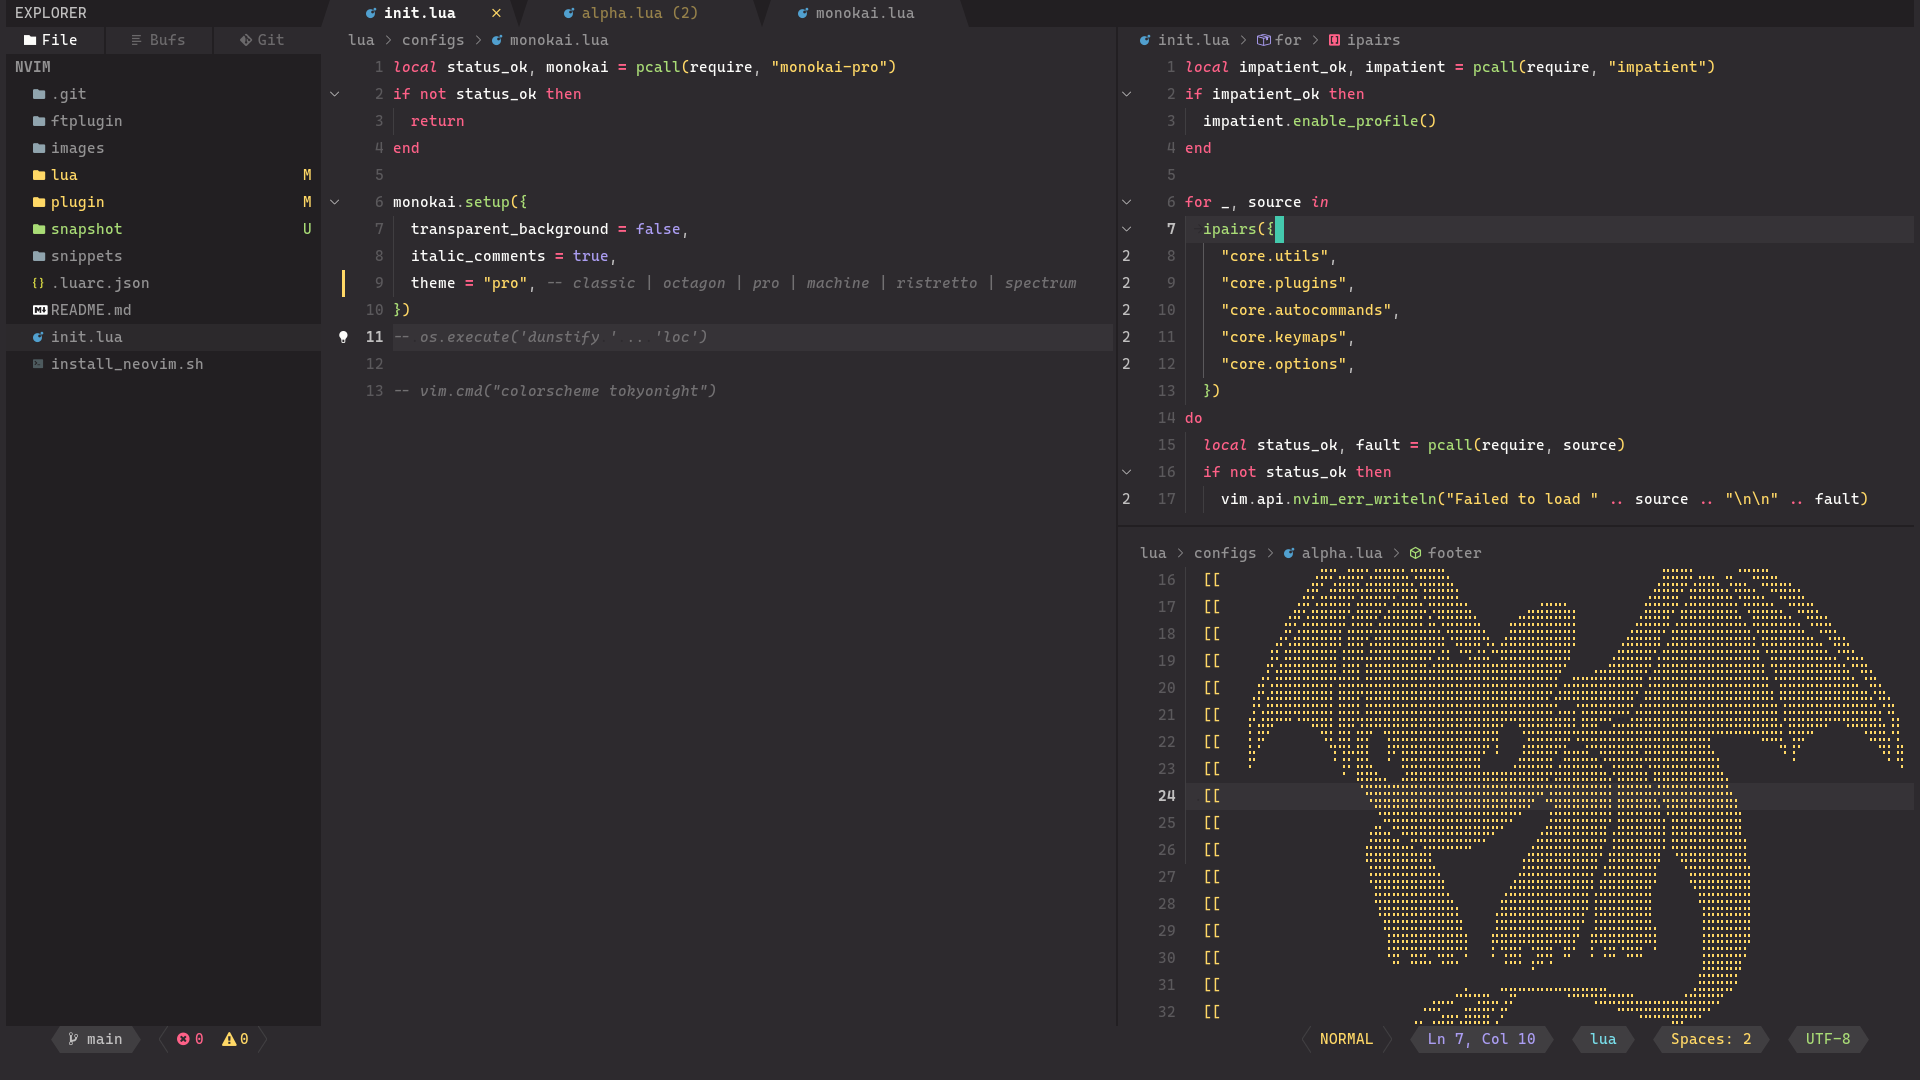 EXPLORER
init.lua ×
alpha.lua (2)
monokai.lua
File
Bufs
Git
NVIM
.git
ftplugin
images
lua M
plugin M
snapshot U
snippets
{} .luarc.json
README.md
init.lua
install_neovim.sh
lua > configs > monokai.lua
1 local status_ok, monokai = pcall(require, "monokai-pro")
2 if not status_ok then
3 return
4 end
5
6 monokai.setup({
7 transparent_background = false,
8 italic_comments = true,
9 theme = "pro", -- classic | octagon | pro | machine | ristretto | spectrum
10 })
11 -- os.execute('dunstify ' .. 'loc')
12
13 -- vim.cmd("colorscheme tokyonight")
init.lua > for > ipairs
1 local impatient_ok, impatient = pcall(require, "impatient")
2 if impatient_ok then
3 impatient.enable_profile()
4 end
5
6 for _, source in
7 ipairs({
2 8 "core.utils",
2 9 "core.plugins",
2 10 "core.autocommands",
2 11 "core.keymaps",
2 12 "core.options",
13 })
14 do
15 local status_ok, fault = pcall(require, source)
16 if not status_ok then
2 17 vim.api.nvim_err_writeln("Failed to load " .. source .. "\n\n" .. fault)
lua > configs > alpha.lua > footer
16 [[
17 [[
18 [[
19 [[
20 [[
21 [[
22 [[
23 [[
24 [[
25 [[
26 [[
27 [[
28 [[
29 [[
30 [[
31 [[
32 [[
main
0 0
NORMAL
Ln 7, Col 10
lua
Spaces: 2
UTF-8